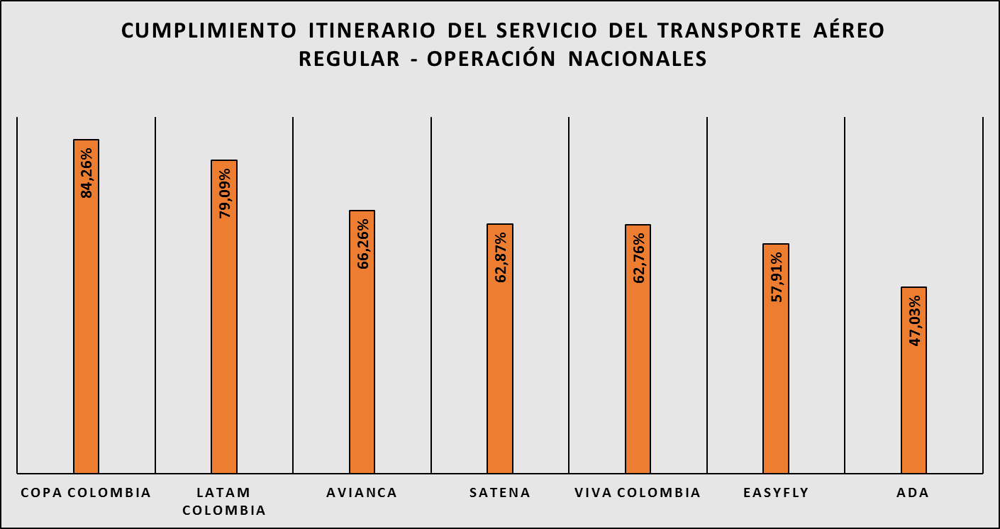 CUMPLIMIENTO ITINERARIO DEL SERVICIO DEL TRANSPORTE AÉREO
REGULAR - OPERACIÓN NACIONALES
84,26%
79,09%
66,26%
62,87%
62,76%
57,91%
47,03%
COPA COLOMBIA
LATAM
COLOMBIA
AVIANCA
SATENA
VIVA COLOMBIA
EASYFLY
ADA